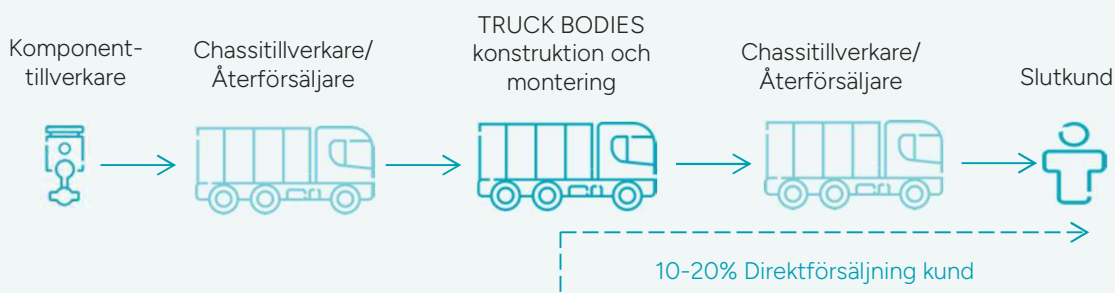 Komponent-
tillverkare
Chassitillverkare/
Återförsäljare
TRUCK BODIES
konstruktion och
montering
Chassitillverkare/
Återförsäljare
Slutkund
10-20% Direktförsäljning kund